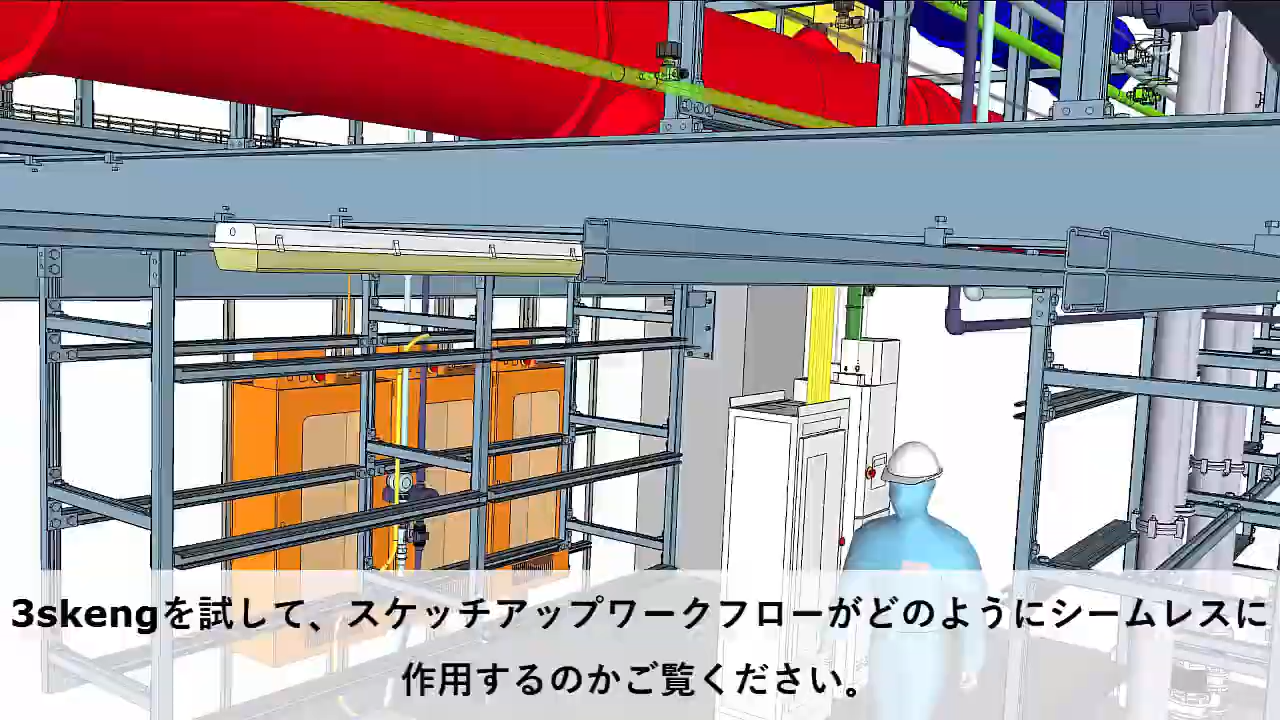 3skengを試して、スケッチアップワークフローがどのようにシームレスに
作用するのかご覧ください。